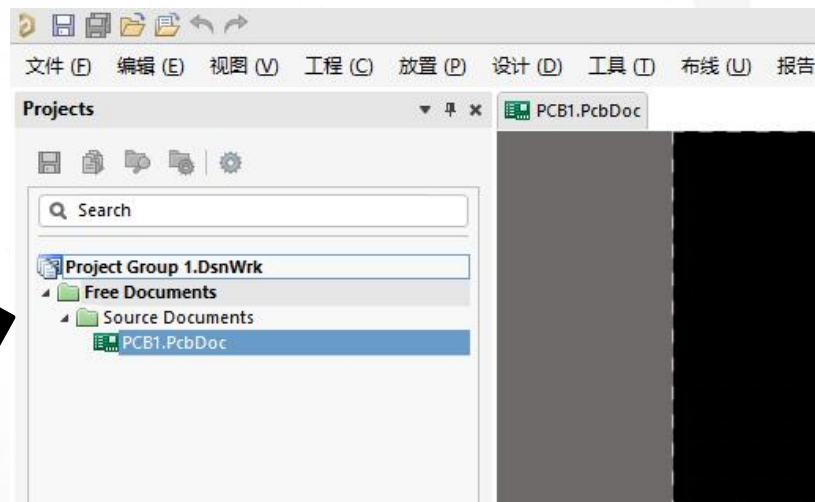 文件 (F) 编辑 (E) 视图 (V) 工程 (C) 放置 (P) 设计 (D) 工具 (T) 布线 (U) 报告
Projects
PCB1.PcbDoc
Search
Project Group 1.DsnWrk
Free Documents
Source Documents
PCB1.PcbDoc